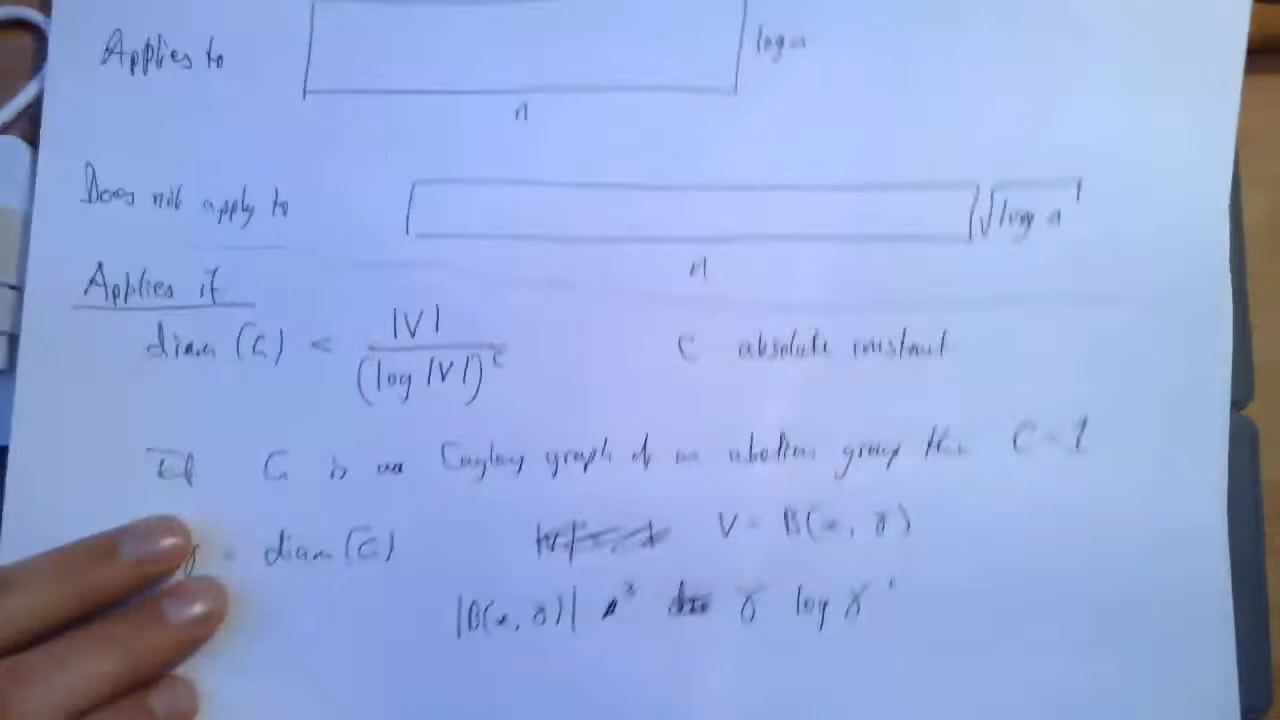 Applies to
log n
n
Does not apply to
√log n
n
Applies if
diam (G) < |V| / (log |V|)^C C absolute constant
If G is a Cayley graph of an abelian group then C = 1
γ = diam (G) V = B(x, γ)
|B(x, γ)| γ log γ